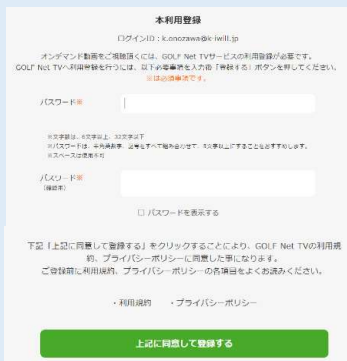 本利用登録
ログインID：k.onozawa@k-iwill.jp
オンデマンド動画をご視聴頂くには、GOLF Net TVサービスの利用登録が必要です。
GOLF Net TVへ利用登録を行うには、以下必要事項を入力後「登録する」ボタンを押してください。
※は必須事項です。
パスワード※
※文字数は、6文字以上、32文字以下
※パスワードは、半角英数字、記号をすべて組み合わせて、8文字以上にすることをおすすめします。
※スペースは使用不可
パスワード※
（確認用）
パスワードを表示する
下記「上記に同意して登録する」をクリックすることにより、GOLF Net TVの利用規
約、プライバシーポリシーに同意した事になります。
ご登録前に利用規約、プライバシーポリシーの各項目をよくお読みください。
・利用規約 ・プライバシーポリシー
上記に同意して登録する